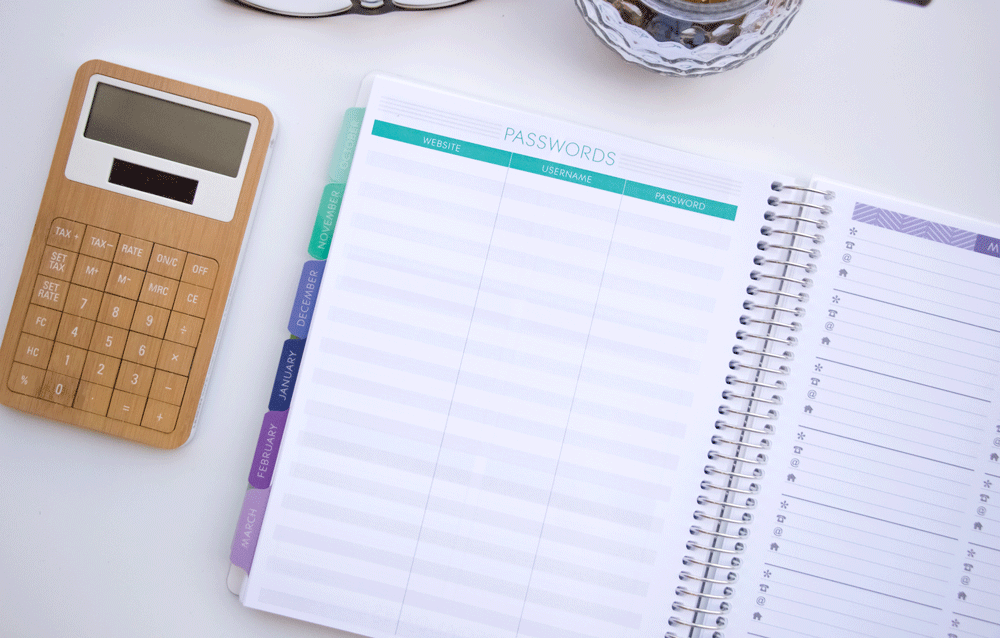 TAX + TAX− RATE ON/C OFF
SET TAX M+ M− MRC CE
SET RATE 7 8 9 ÷
FC 4 5 6 ×
HC 1 2 3 −
% 0 . = +
PASSWORDS
WEBSITE USERNAME PASSWORD
OCTOBER
NOVEMBER
DECEMBER
JANUARY
FEBRUARY
MARCH
@
@
@
@
@
@
@
@
@